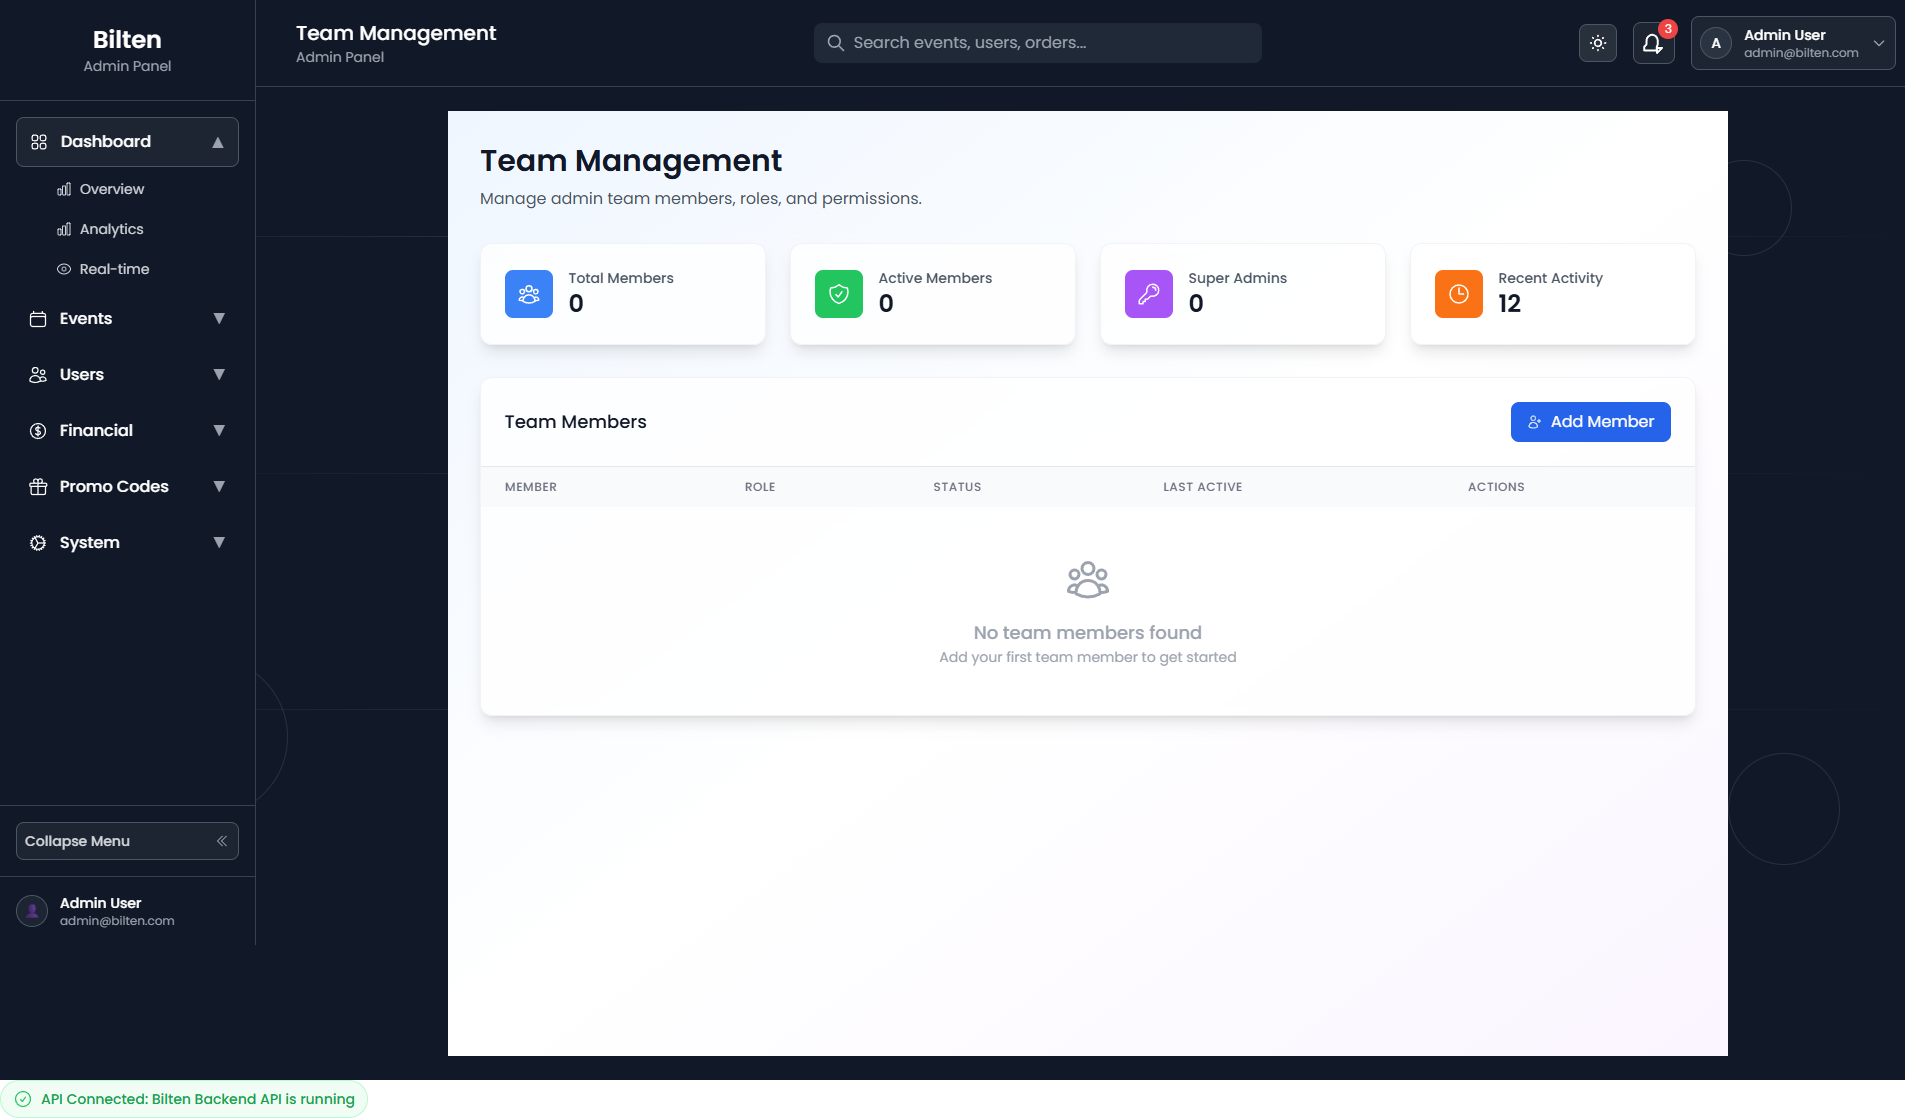 Bilten
Admin Panel
Dashboard
Overview
Analytics
Real-time
Events
Users
Financial
Promo Codes
System
Collapse Menu
Admin User
admin@bilten.com
Team Management
Admin Panel
Search events, users, orders...
3
A
Admin User
admin@bilten.com
Team Management
Manage admin team members, roles, and permissions.
Total Members
0
Active Members
0
Super Admins
0
Recent Activity
12
Team Members
Add Member
MEMBER ROLE STATUS LAST ACTIVE ACTIONS
No team members found
Add your first team member to get started
API Connected: Bilten Backend API is running